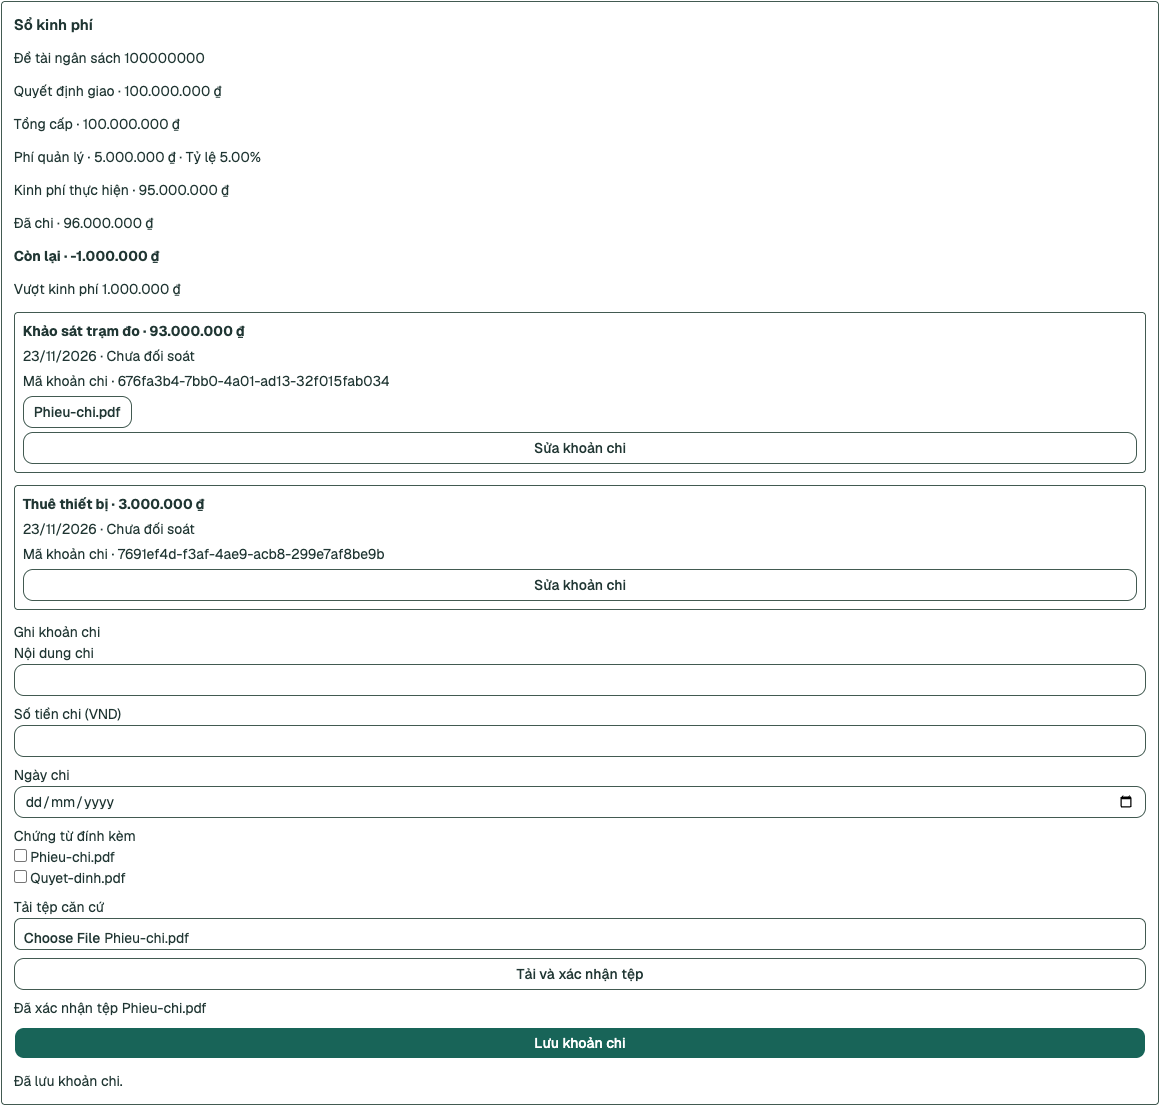 Sổ kinh phí
Đề tài ngân sách 100000000
Quyết định giao · 100.000.000 ₫
Tổng cấp · 100.000.000 ₫
Phí quản lý · 5.000.000 ₫ · Tỷ lệ 5.00%
Kinh phí thực hiện · 95.000.000 ₫
Đã chi · 96.000.000 ₫
Còn lại · -1.000.000 ₫
Vượt kinh phí 1.000.000 ₫
Khảo sát trạm đo · 93.000.000 ₫
23/11/2026 · Chưa đối soát
Mã khoản chi · 676fa3b4-7bb0-4a01-ad13-32f015fab034
Phieu-chi.pdf
Sửa khoản chi
Thuê thiết bị · 3.000.000 ₫
23/11/2026 · Chưa đối soát
Mã khoản chi · 7691ef4d-f3af-4ae9-acb8-299e7af8be9b
Sửa khoản chi
Ghi khoản chi
Nội dung chi
Số tiền chi (VND)
Ngày chi
dd/mm/yyyy
Chứng từ đính kèm
Phieu-chi.pdf
Quyet-dinh.pdf
Tải tệp căn cứ
Choose File Phieu-chi.pdf
Tải và xác nhận tệp
Đã xác nhận tệp Phieu-chi.pdf
Lưu khoản chi
Đã lưu khoản chi.